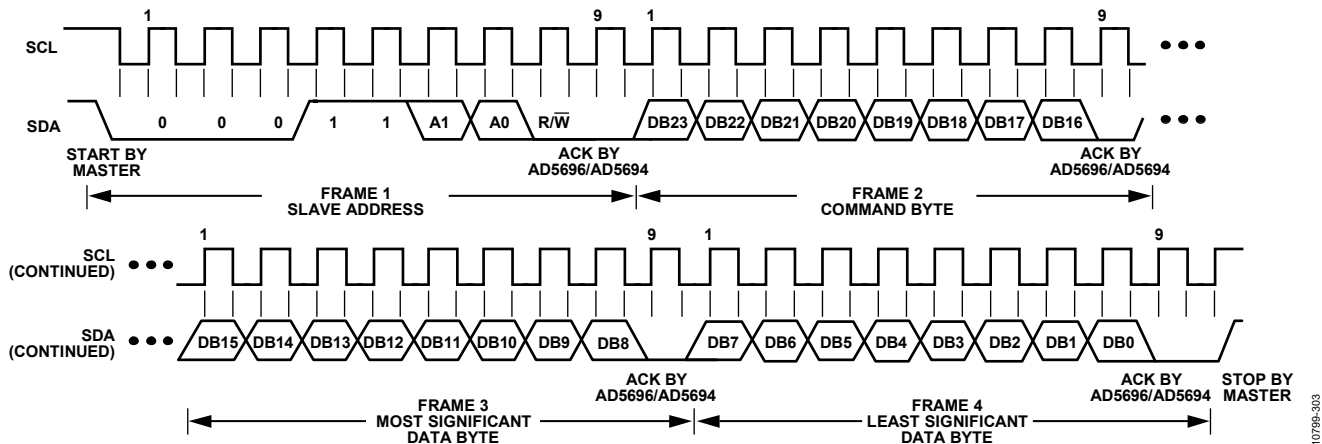 1 9 1 9
SCL
SDA
0 0 0 1 1 A1 A0 R/W̅ DB23 DB22 DB21 DB20 DB19 DB18 DB17 DB16
START BY
MASTER
ACK BY
AD5696/AD5694
ACK BY
AD5696/AD5694
FRAME 1
SLAVE ADDRESS
FRAME 2
COMMAND BYTE
1 9 1 9
SCL
(CONTINUED)
SDA
(CONTINUED)
DB15 DB14 DB13 DB12 DB11 DB10 DB9 DB8 DB7 DB6 DB5 DB4 DB3 DB2 DB1 DB0
ACK BY
AD5696/AD5694
ACK BY
AD5696/AD5694
STOP BY
MASTER
FRAME 3
MOST SIGNIFICANT
DATA BYTE
FRAME 4
LEAST SIGNIFICANT
DATA BYTE
10799-303